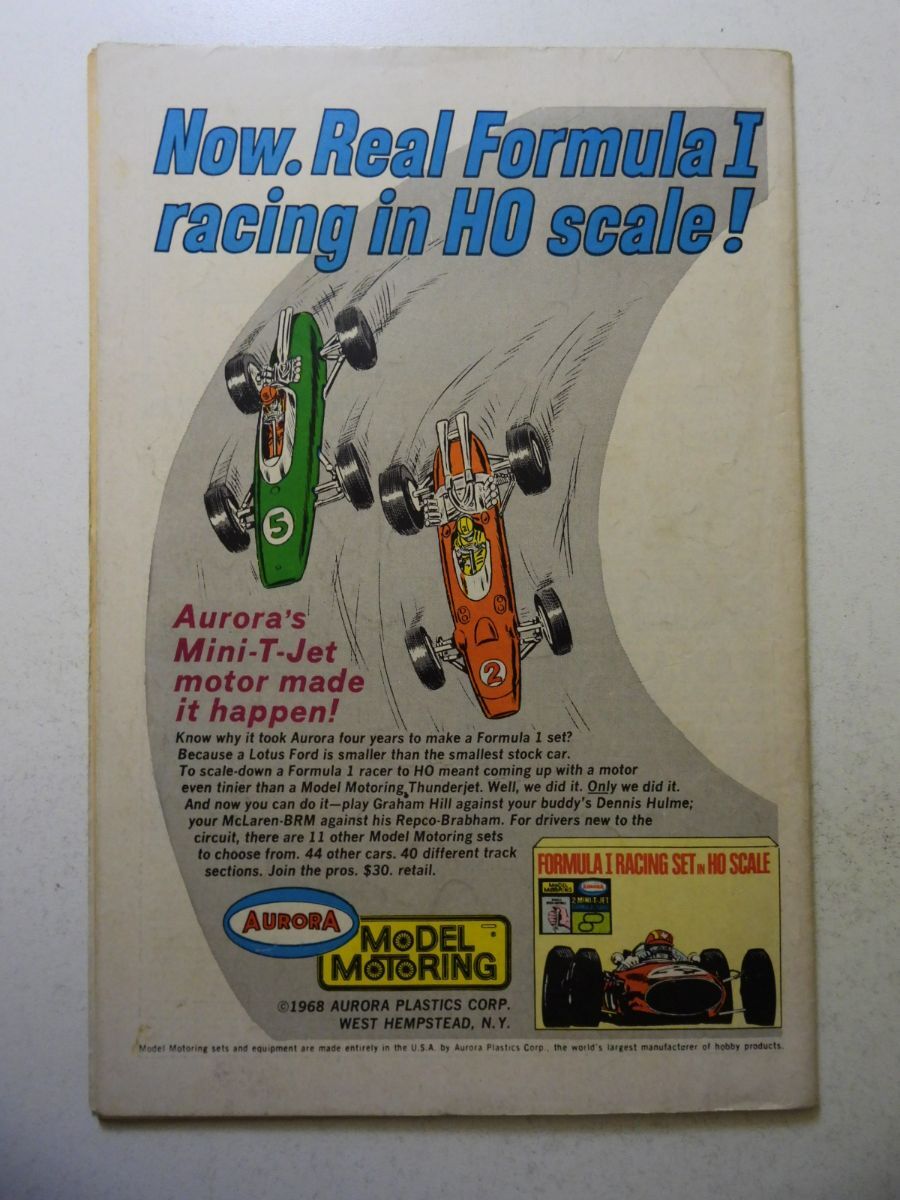 Now. Real Formula I
racing in HO scale!
5
2
Aurora's
Mini-T-Jet
motor made
it happen!
Know why it took Aurora four years to make a Formula 1 set?
Because a Lotus Ford is smaller than the smallest stock car.
To scale-down a Formula 1 racer to HO meant coming up with a motor
even tinier than a Model Motoring Thunderjet. Well, we did it. Only we did it.
And now you can do it—play Graham Hill against your buddy's Dennis Hulme;
your McLaren-BRM against his Repco-Brabham. For drivers new to the
circuit, there are 11 other Model Motoring sets
to choose from. 44 other cars. 40 different track
sections. Join the pros. $30. retail.
FORMULA I RACING SET IN HO SCALE
MODEL MOTORING
AURORA
2 MINI-T-JET
AURORA
MODEL
MOTORING
®
©1968 AURORA PLASTICS CORP.
WEST HEMPSTEAD, N.Y.
Model Motoring sets and equipment are made entirely in the U.S.A. by Aurora Plastics Corp., the world's largest manufacturer of hobby products.